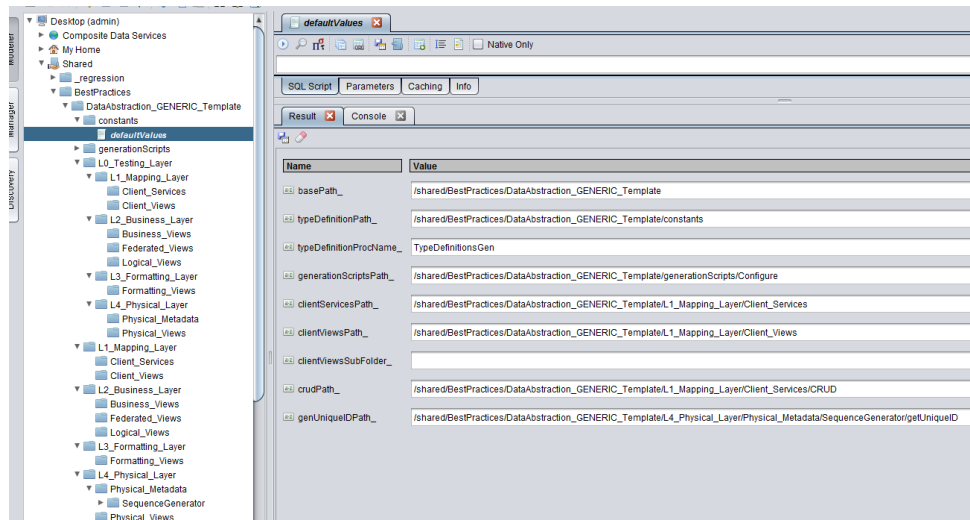 Modeler
Manager
Discovery
Desktop (admin)
Composite Data Services
My Home
Shared
_regression
BestPractices
DataAbstraction_GENERIC_Template
constants
defaultValues
generationScripts
L0_Testing_Layer
L1_Mapping_Layer
Client_Services
Client_Views
L2_Business_Layer
Business_Views
Federated_Views
Logical_Views
L3_Formatting_Layer
Formatting_Views
L4_Physical_Layer
Physical_Metadata
Physical_Views
L1_Mapping_Layer
Client_Services
Client_Views
L2_Business_Layer
Business_Views
Federated_Views
Logical_Views
L3_Formatting_Layer
Formatting_Views
L4_Physical_Layer
Physical_Metadata
SequenceGenerator
Physical_Views
defaultValues
Native Only
SQL Script Parameters Caching Info
Result Console
Name Value
basePath_ /shared/BestPractices/DataAbstraction_GENERIC_Template
typeDefinitionPath_ /shared/BestPractices/DataAbstraction_GENERIC_Template/constants
typeDefinitionProcName_ TypeDefinitionsGen
generationScriptsPath_ /shared/BestPractices/DataAbstraction_GENERIC_Template/generationScripts/Configure
clientServicesPath_ /shared/BestPractices/DataAbstraction_GENERIC_Template/L1_Mapping_Layer/Client_Services
clientViewsPath_ /shared/BestPractices/DataAbstraction_GENERIC_Template/L1_Mapping_Layer/Client_Views
clientViewsSubFolder_
crudPath_ /shared/BestPractices/DataAbstraction_GENERIC_Template/L1_Mapping_Layer/Client_Services/CRUD
genUniqueIDPath_ /shared/BestPractices/DataAbstraction_GENERIC_Template/L4_Physical_Layer/Physical_Metadata/SequenceGenerator/getUniqueID